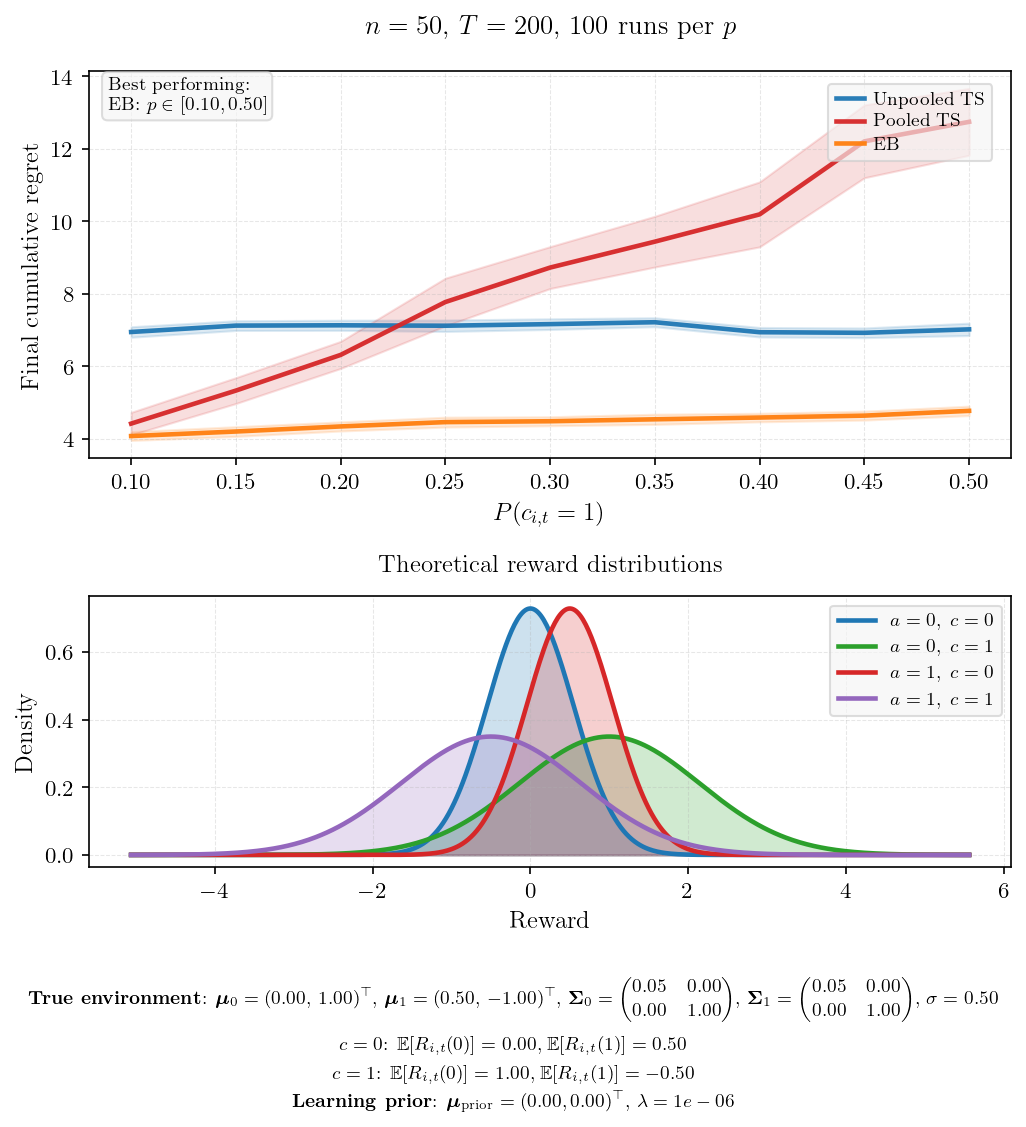 n = 50, T = 200, 100 runs per p
14
12
10
8
6
4
Final cumulative regret
Best performing:
EB: p ∈ [0.10, 0.50]
Unpooled TS
Pooled TS
EB
0.10 0.15 0.20 0.25 0.30 0.35 0.40 0.45 0.50
P(c_{i,t} = 1)
Theoretical reward distributions
0.6
0.4
0.2
0.0
Density
a = 0, c = 0
a = 0, c = 1
a = 1, c = 0
a = 1, c = 1
−4 −2 0 2 4 6
Reward
True environment: μ₀ = (0.00, 1.00)^⊤, μ₁ = (0.50, −1.00)^⊤, Σ₀ = (0.05 0.00 0.00 1.00), Σ₁ = (0.05 0.00 0.00 1.00), σ = 0.50
c = 0: 𝔼[R_{i,t}(0)] = 0.00, 𝔼[R_{i,t}(1)] = 0.50
c = 1: 𝔼[R_{i,t}(0)] = 1.00, 𝔼[R_{i,t}(1)] = −0.50
Learning prior: μ_prior = (0.00, 0.00)^⊤, λ = 1e − 06